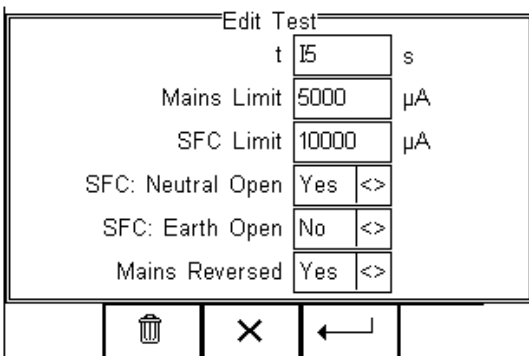 Edit Test
t 15 s
Mains Limit 5000 µA
SFC Limit 10000 µA
SFC: Neutral Open Yes <>
SFC: Earth Open No <>
Mains Reversed Yes <>